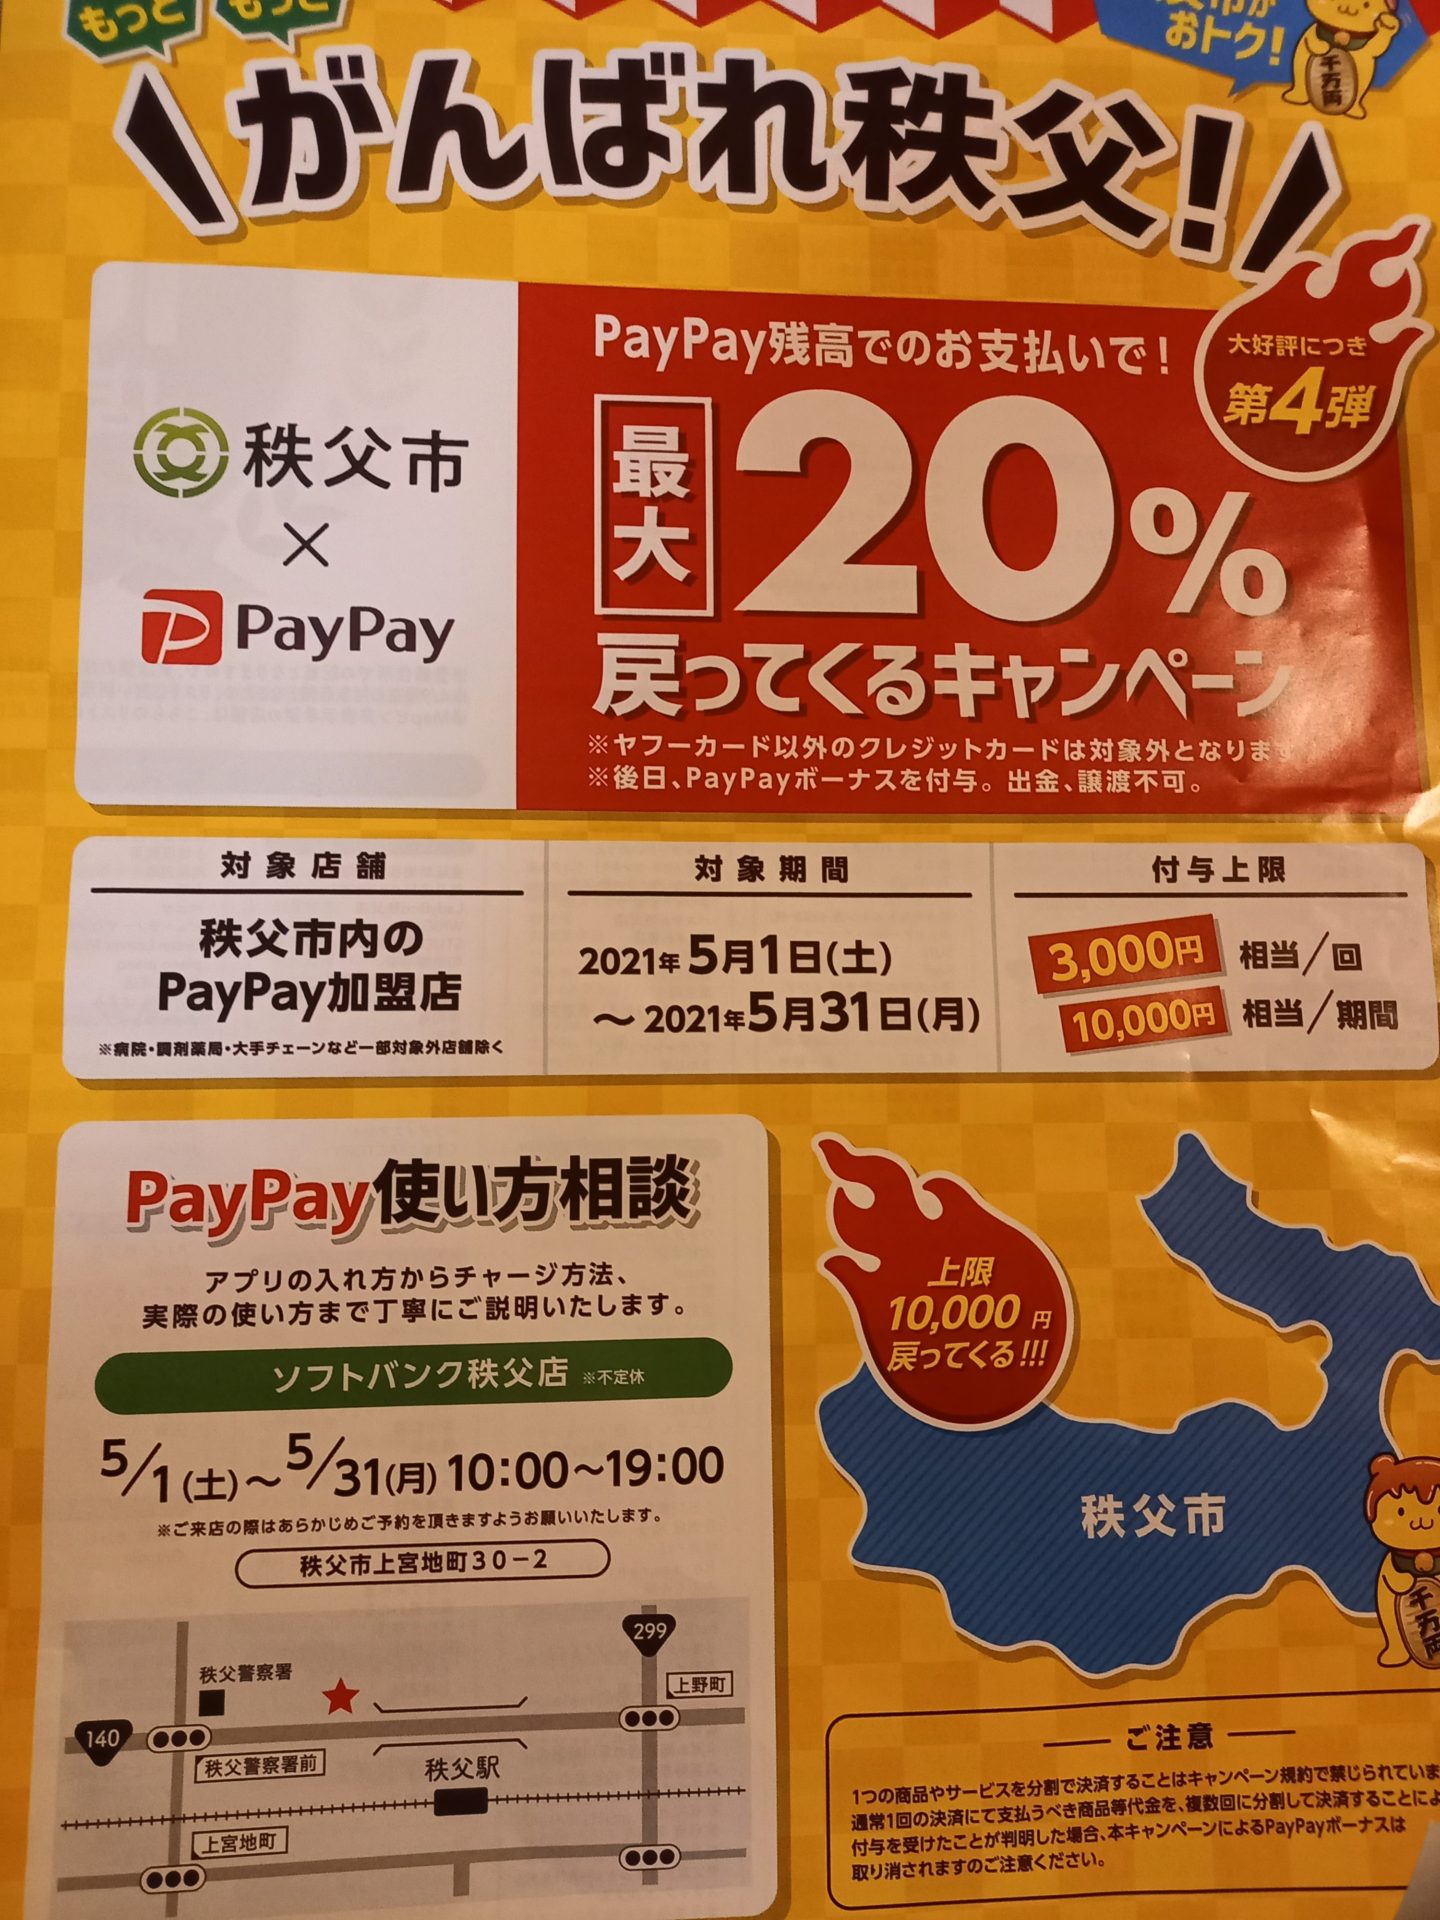 もっと もっと
おトク!
千万両
がんばれ秩父!
大好評につき
第4弾
秩父市
×
PayPay
PayPay残高でのお支払いで!
最大
20%
戻ってくるキャンペーン
※ヤフーカード以外のクレジットカードは対象外となります
※後日、PayPayボーナスを付与。出金、譲渡不可。
対象店舗
秩父市内の
PayPay加盟店
※病院・調剤薬局・大手チェーンなど一部対象外店舗除く
対象期間
2021年5月1日(土)
~2021年5月31日(月)
付与上限
3,000円 相当/回
10,000円 相当/期間
PayPay使い方相談
アプリの入れ方からチャージ方法、
実際の使い方まで丁寧にご説明いたします。
ソフトバンク秩父店 ※不定休
5/1(土)~5/31(月)10:00~19:00
※ご来店の際はあらかじめご予約を頂きますようお願いいたします。
秩父市上宮地町30-2
299
秩父警察署
上野町
140
秩父警察署前
秩父駅
上宮地町
上限
10,000円
戻ってくる!!!
秩父市
千万両
ご注意
1つの商品やサービスを分割で決済することはキャンペーン規約で禁じられていま
通常1回の決済にて支払うべき商品等代金を、複数回に分割して決済することによ
付与を受けたことが判明した場合、本キャンペーンによるPayPayボーナスは
取り消されますのご注意ください。